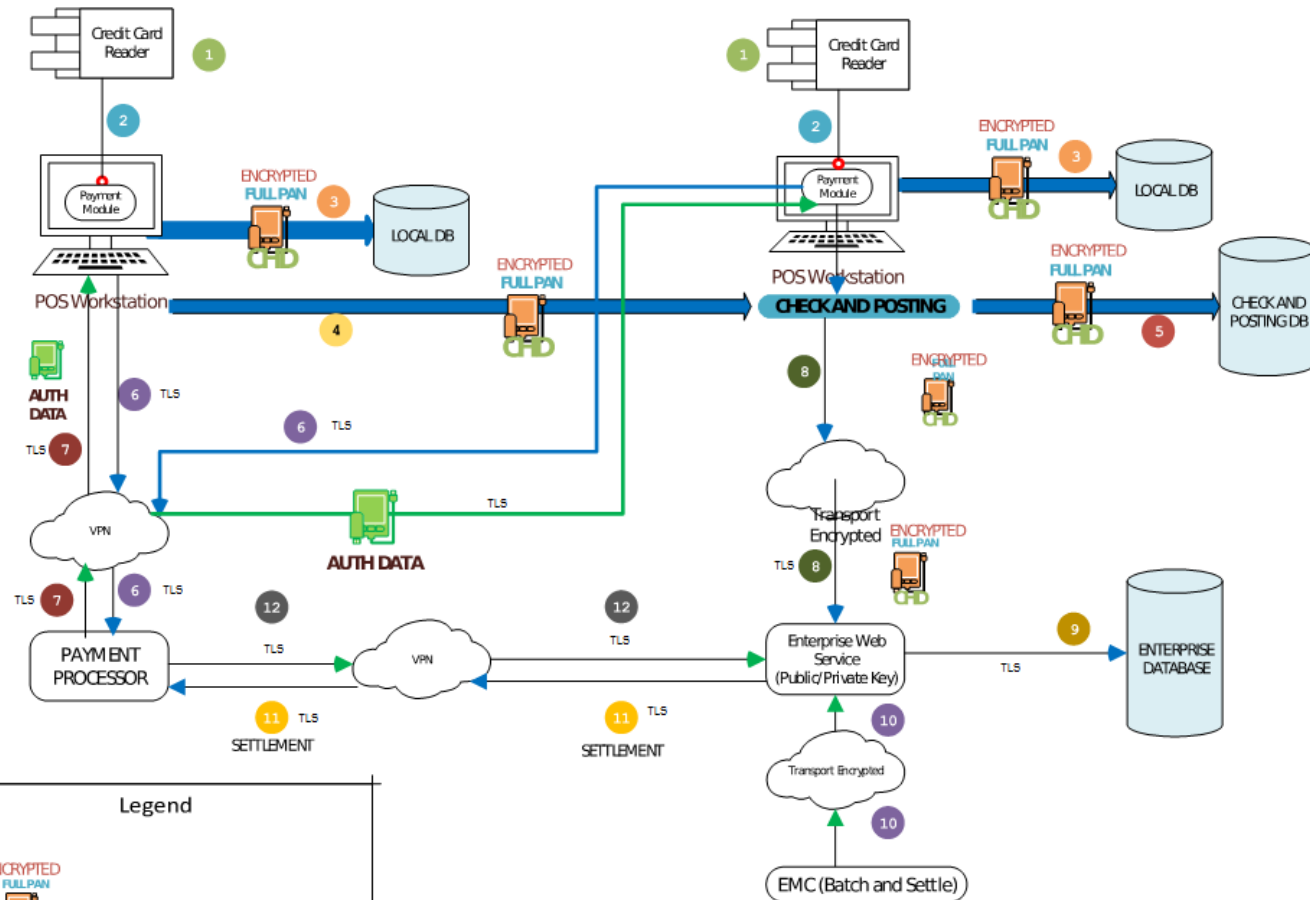 Credit Card
Reader
1
2
Payment
Module
POS Workstation
ENCRYPTED
FULL PAN
3
CHD
LOCAL DB
ENCRYPTED
FULL PAN
4
CHD
Credit Card
Reader
1
2
Payment
Module
POS Workstation
ENCRYPTED
FULL PAN
3
CHD
LOCAL DB
CHECK AND POSTING
ENCRYPTED
FULL PAN
CHD
5
CHECK AND
POSTING DB
AUTH
DATA
6
TLS
TLS
7
6
TLS
TLS
AUTH DATA
VPN
8
ENCRYPTED
FULL
PAN
CHD
Transport
Encrypted
TLS
8
ENCRYPTED
FULL PAN
CHD
TLS
7
6
TLS
PAYMENT
PROCESSOR
12
TLS
VPN
12
TLS
11
TLS
SETTLEMENT
11
TLS
SETTLEMENT
Enterprise Web
Service
(Public/Private Key)
9
TLS
ENTERPRISE
DATABASE
10
Transport Encrypted
10
EMC (Batch and Settle)
Legend
NCRYPTED
FULL PAN